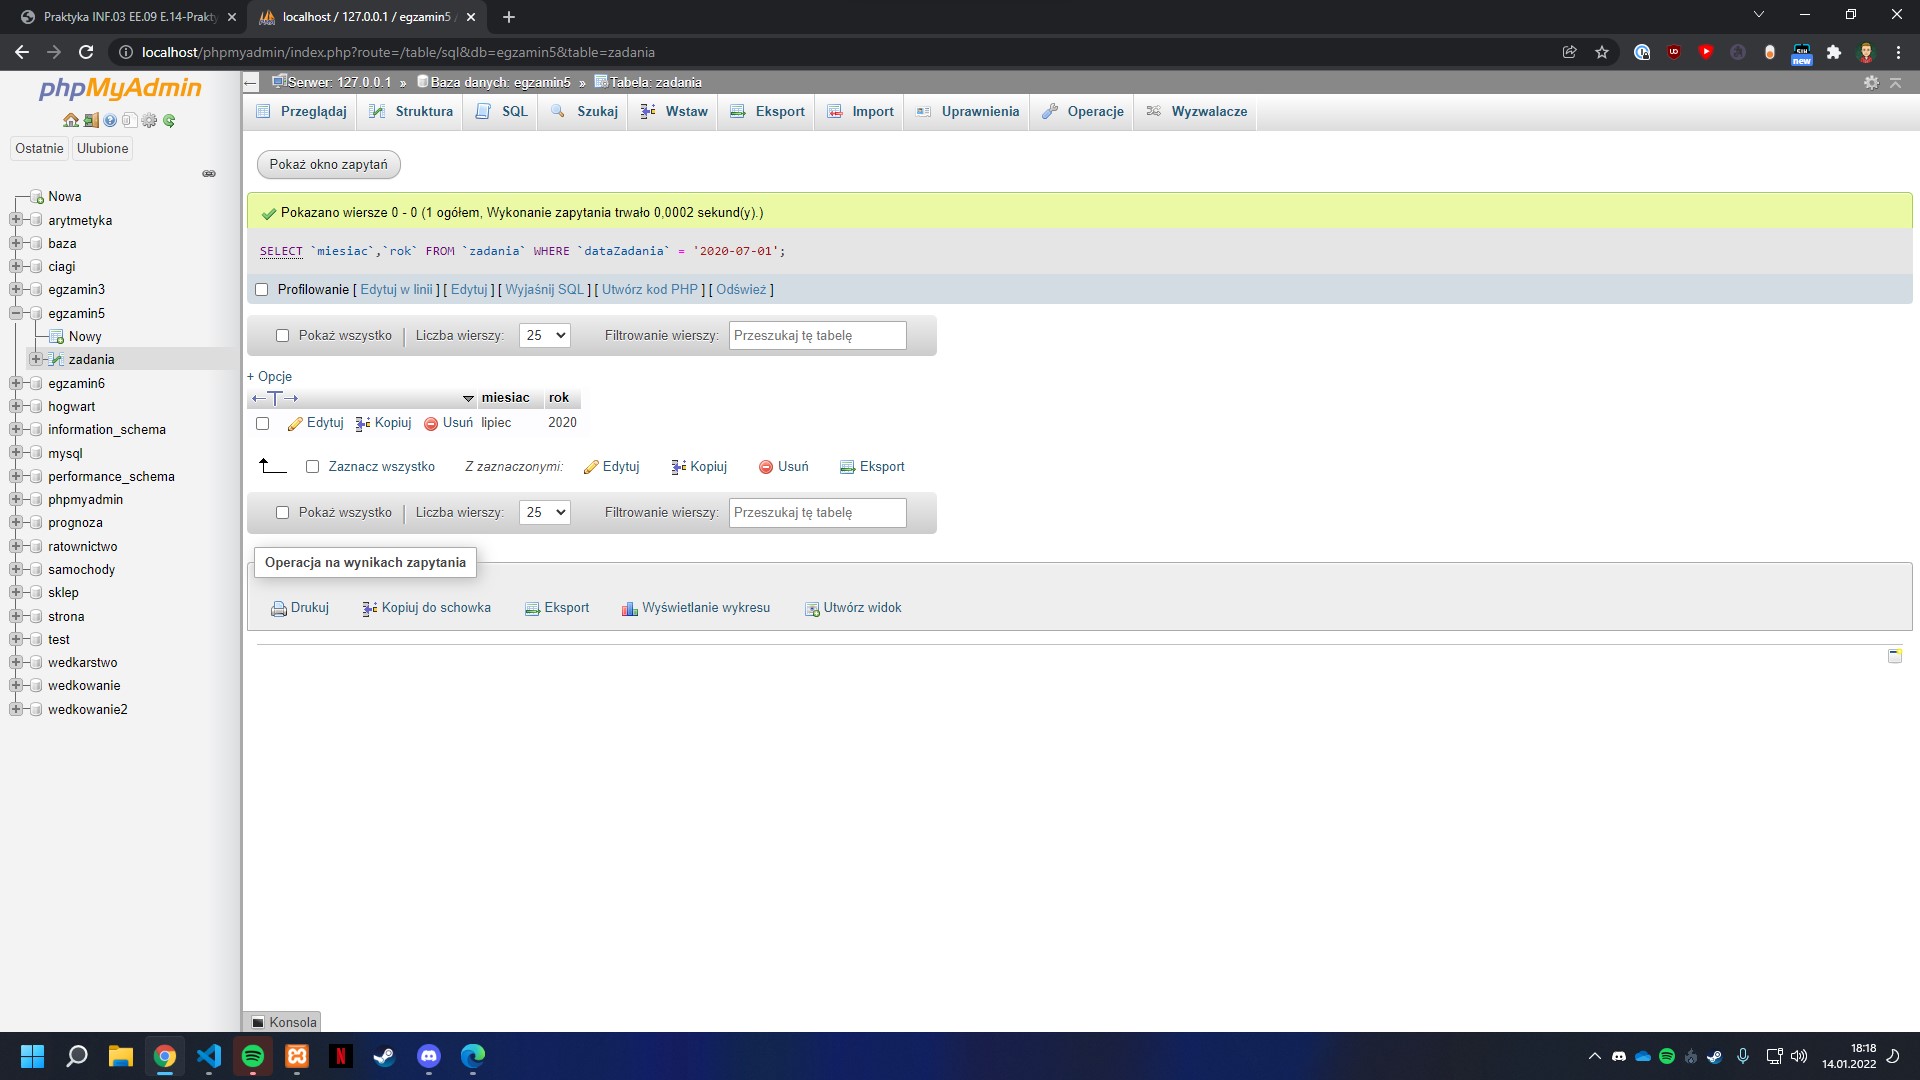 Praktyka INF.03 EE.09 E.14-Prakty
localhost / 127.0.0.1 / egzamin5 /
localhost/phpmyadmin/index.php?route=/table/sql&db=egzamin5&table=zadania
new
phpMyAdmin
Ostatnie
Ulubione
Nowa
arytmetyka
baza
ciagi
egzamin3
egzamin5
Nowy
zadania
egzamin6
hogwart
information_schema
mysql
performance_schema
phpmyadmin
prognoza
ratownictwo
samochody
sklep
strona
test
wedkarstwo
wedkowanie
wedkowanie2
Serwer: 127.0.0.1 » Baza danych: egzamin5 » Tabela: zadania
Przeglądaj Struktura SQL Szukaj Wstaw Eksport Import Uprawnienia Operacje Wyzwalacze
Pokaż okno zapytań
Pokazano wiersze 0 - 0 (1 ogółem, Wykonanie zapytania trwało 0,0002 sekund(y).)
SELECT `miesiac`,`rok` FROM `zadania` WHERE `dataZadania` = '2020-07-01';
Profilowanie [ Edytuj w linii ] [ Edytuj ] [ Wyjaśnij SQL ] [ Utwórz kod PHP ] [ Odśwież ]
Pokaż wszystko Liczba wierszy: 25 Filtrowanie wierszy: Przeszukaj tę tabelę
+ Opcje
←T→ miesiac rok
Edytuj Kopiuj Usuń lipiec 2020
Zaznacz wszystko Z zaznaczonymi: Edytuj Kopiuj Usuń Eksport
Pokaż wszystko Liczba wierszy: 25 Filtrowanie wierszy: Przeszukaj tę tabelę
Operacja na wynikach zapytania
Drukuj Kopiuj do schowka Eksport Wyświetlanie wykresu Utwórz widok
Konsola
18:18
14.01.2022